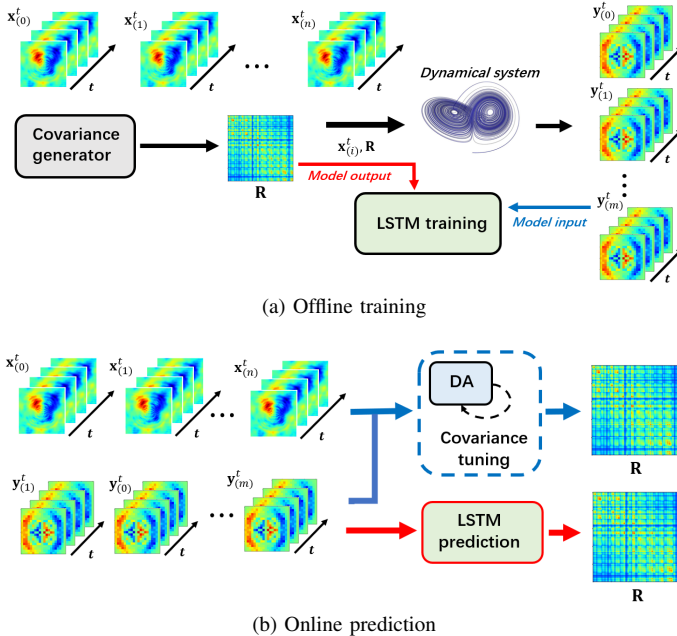 x^t_(0) x^t_(1) x^t_(n) y^t_(0)
t t ... t t
Dynamical system
y^t_(1)
Covariance generator
x^t_(i), R
t
R
Model output
y^t_(m)
LSTM training
Model input
t
(a) Offline training
x^t_(0) x^t_(1) x^t_(n)
DA
t t ... t
Covariance tuning
R
y^t_(1) y^t_(0) y^t_(m)
LSTM prediction
t t ... t
R
(b) Online prediction